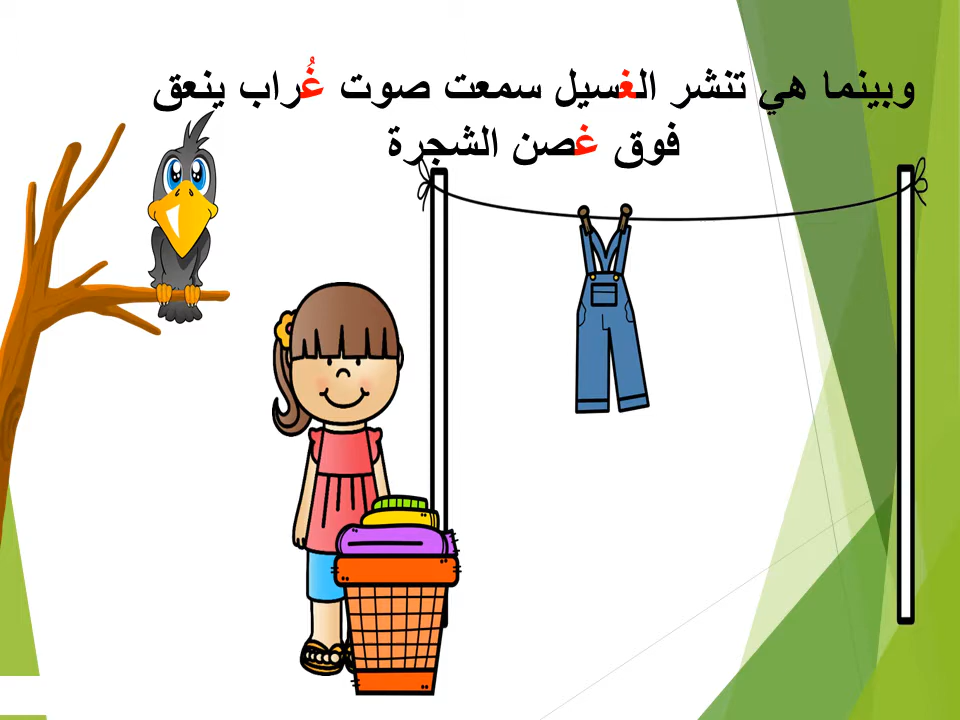 وبينما هي تنشر الغسيل سمعت صوت غُراب ينعق
فوق غصن الشجرة